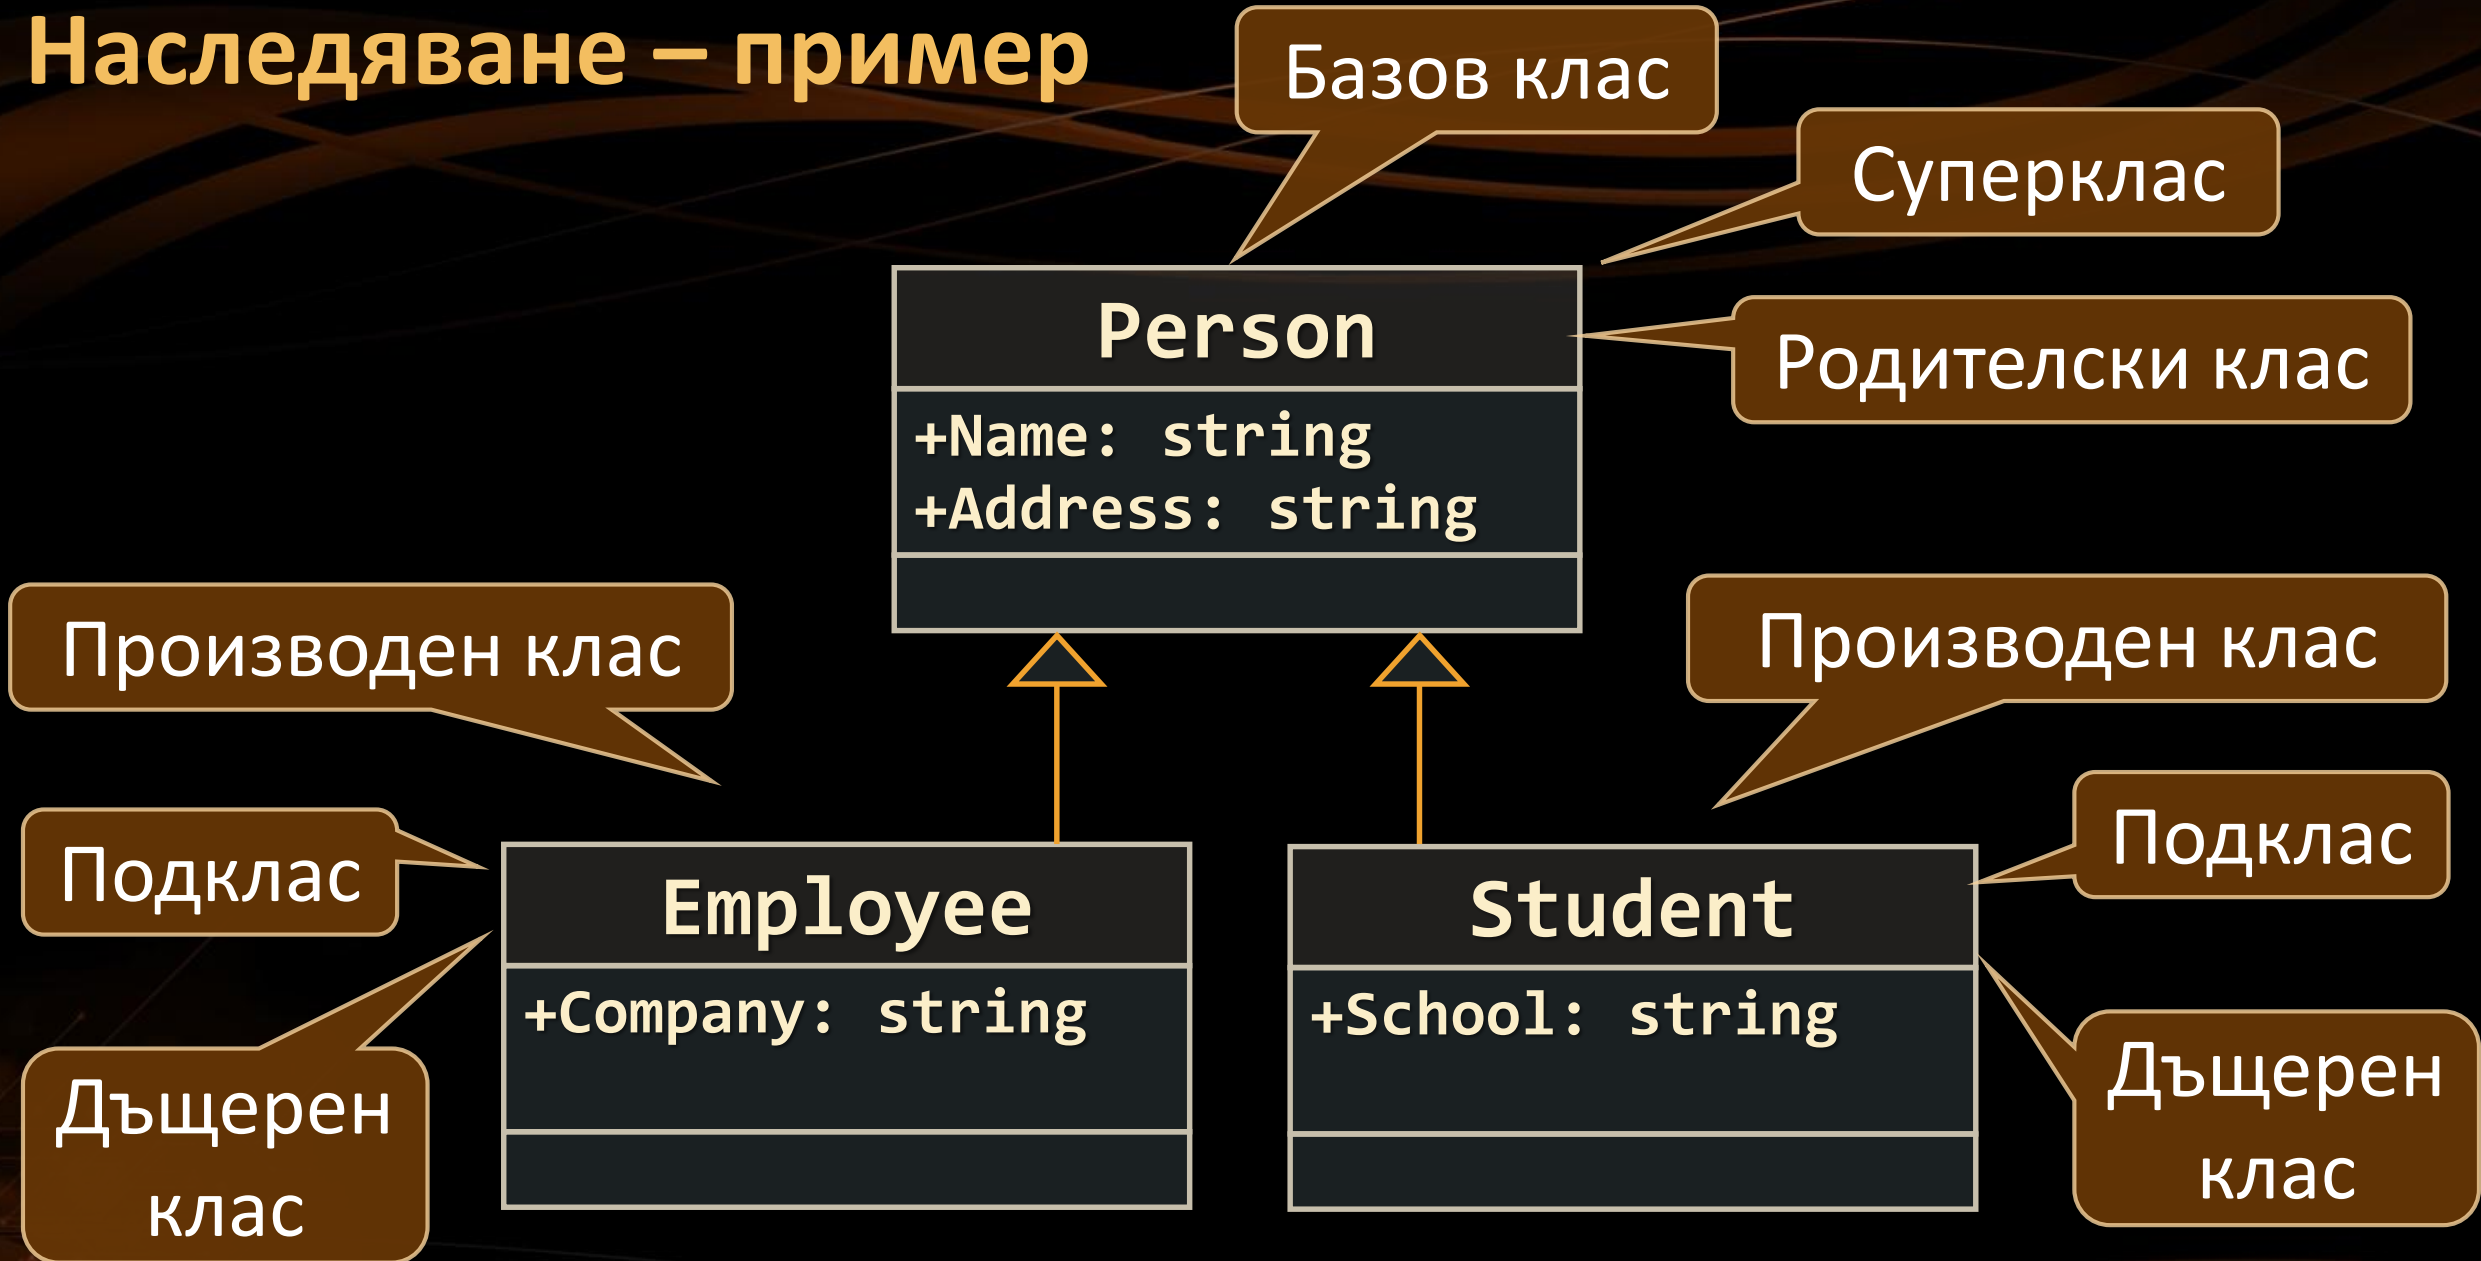 Наследяване – пример
Базов клас
Суперклас
Person
Родителски клас
+Name: string
+Address: string
Производен клас
Производен клас
Подклас
Подклас
Employee
Student
+Company: string
+School: string
Дъщерен
клас
Дъщерен
клас